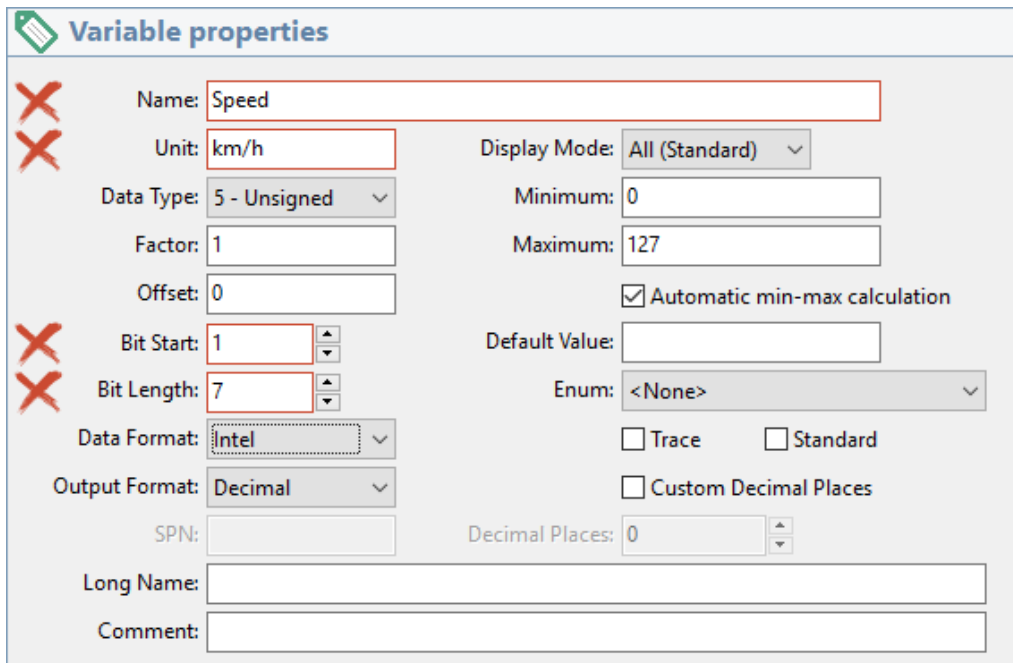 Variable properties
Name: Speed
Unit: km/h Display Mode: All (Standard)
Data Type: 5 - Unsigned Minimum: 0
Factor: 1 Maximum: 127
Offset: 0 Automatic min-max calculation
Bit Start: 1 Default Value:
Bit Length: 7 Enum: <None>
Data Format: Intel Trace Standard
Output Format: Decimal Custom Decimal Places
SPN: Decimal Places: 0
Long Name:
Comment: